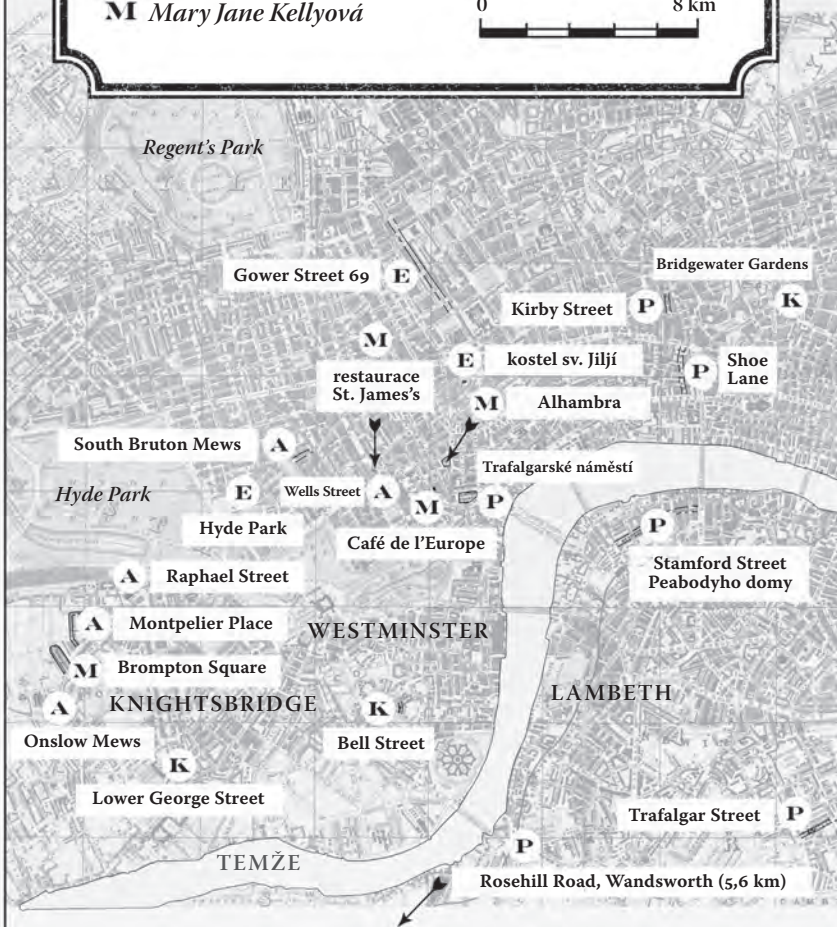 M Mary Jane Kellyová
0 8 km
Regent's Park
Bridgewater Gardens
Gower Street 69 E
K
Kirby Street P
M
E kostel sv. Jiljí
P Shoe
Lane
restaurace
St. James's
M Alhambra
South Bruton Mews A
Trafalgarské náměstí
Hyde Park
E
Hyde Park
Wells Street A
M
Café de l'Europe
P
P
Stamford Street
Peabodyho domy
A Raphael Street
A Montpelier Place
WESTMINSTER
M Brompton Square
KNIGHTSBRIDGE
LAMBETH
A
Onslow Mews
K
Bell Street
K
Lower George Street
Trafalgar Street P
TEMŽE
P
Rosehill Road, Wandsworth (5,6 km)